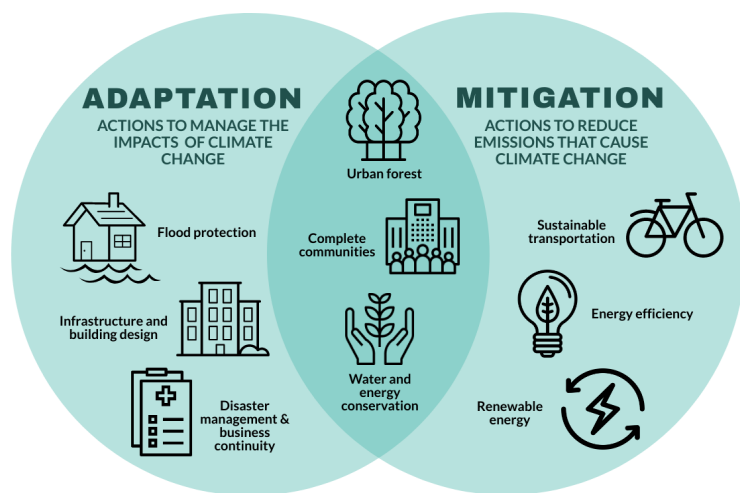 ADAPTATION
ACTIONS TO MANAGE THE
IMPACTS OF CLIMATE
CHANGE
Flood protection
Infrastructure and
building design
Disaster
management &
business
continuity
Urban forest
Complete
communities
Water and
energy
conservation
MITIGATION
ACTIONS TO REDUCE
EMISSIONS THAT CAUSE
CLIMATE CHANGE
Sustainable
transportation
Energy efficiency
Renewable
energy